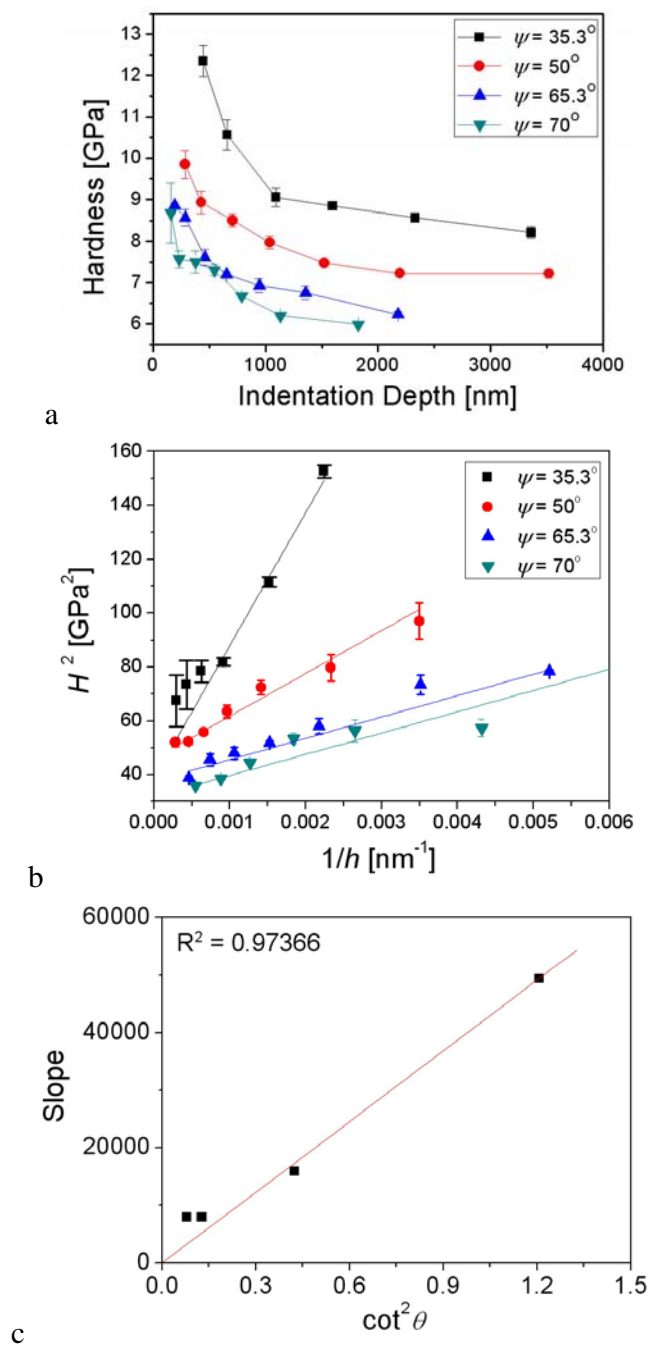 13
12
11
10
9
8
7
6
Hardness [GPa]
ψ = 35.3°
ψ = 50°
ψ = 65.3°
ψ = 70°
0 1000 2000 3000 4000
Indentation Depth [nm]
a
160
140
120
100
80
60
40
H² [GPa²]
ψ = 35.3°
ψ = 50°
ψ = 65.3°
ψ = 70°
0.000 0.001 0.002 0.003 0.004 0.005 0.006
1/h [nm⁻¹]
b
60000
40000
20000
0
Slope
R² = 0.97366
0.0 0.3 0.6 0.9 1.2 1.5
cot²θ
c